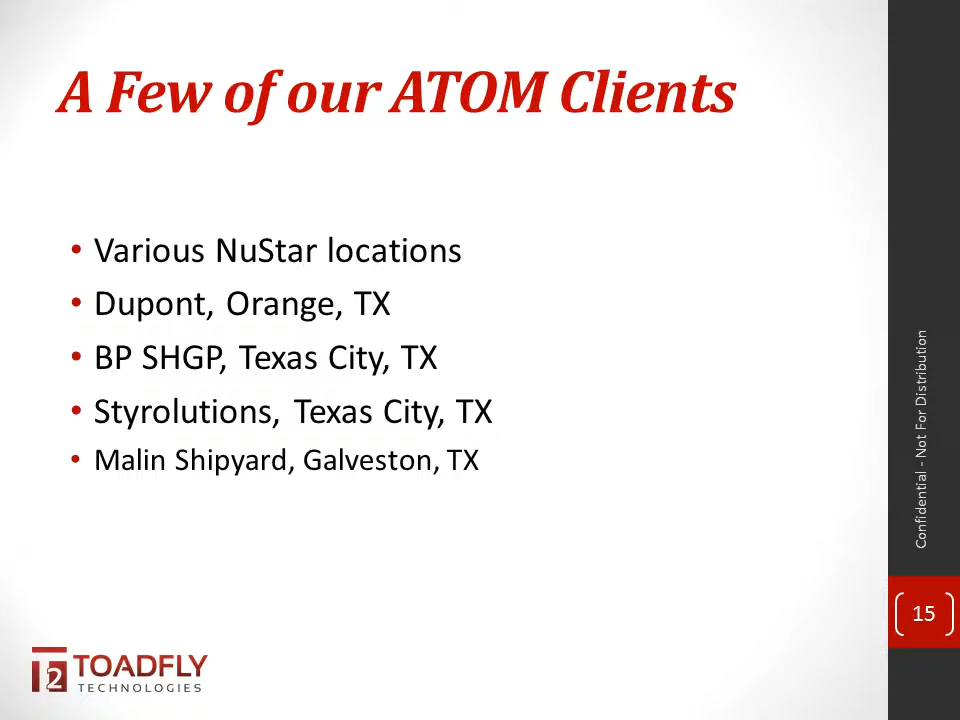 A Few of our ATOM Clients
• Various NuStar locations
• Dupont, Orange, TX
• BP SHGP, Texas City, TX
• Styrolutions, Texas City, TX
• Malin Shipyard, Galveston, TX
Confidential - Not For Distribution
15
T2 TOADFLY
TECHNOLOGIES